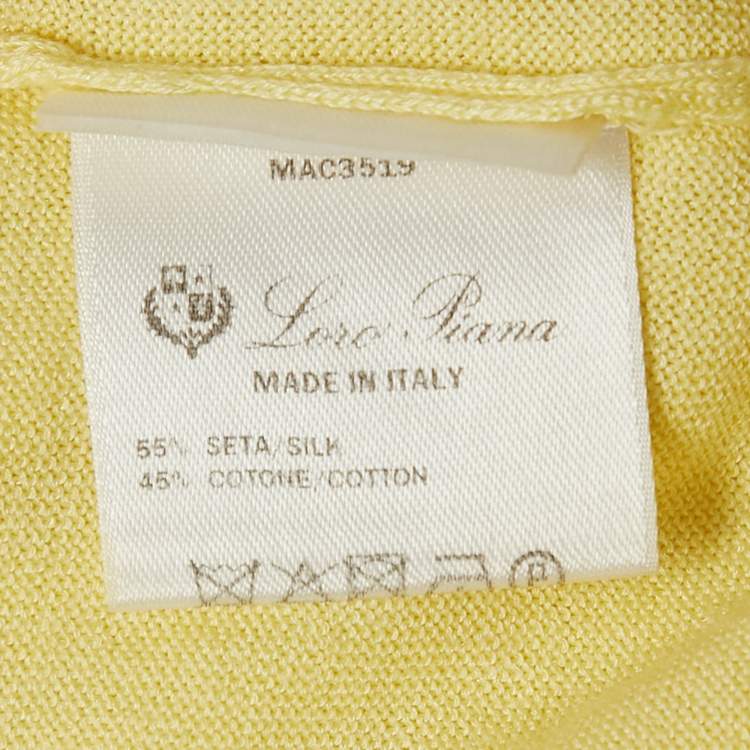 MAC3519
Loro Piana
MADE IN ITALY
55% SETA/SILK
45% COTONE/COTTON